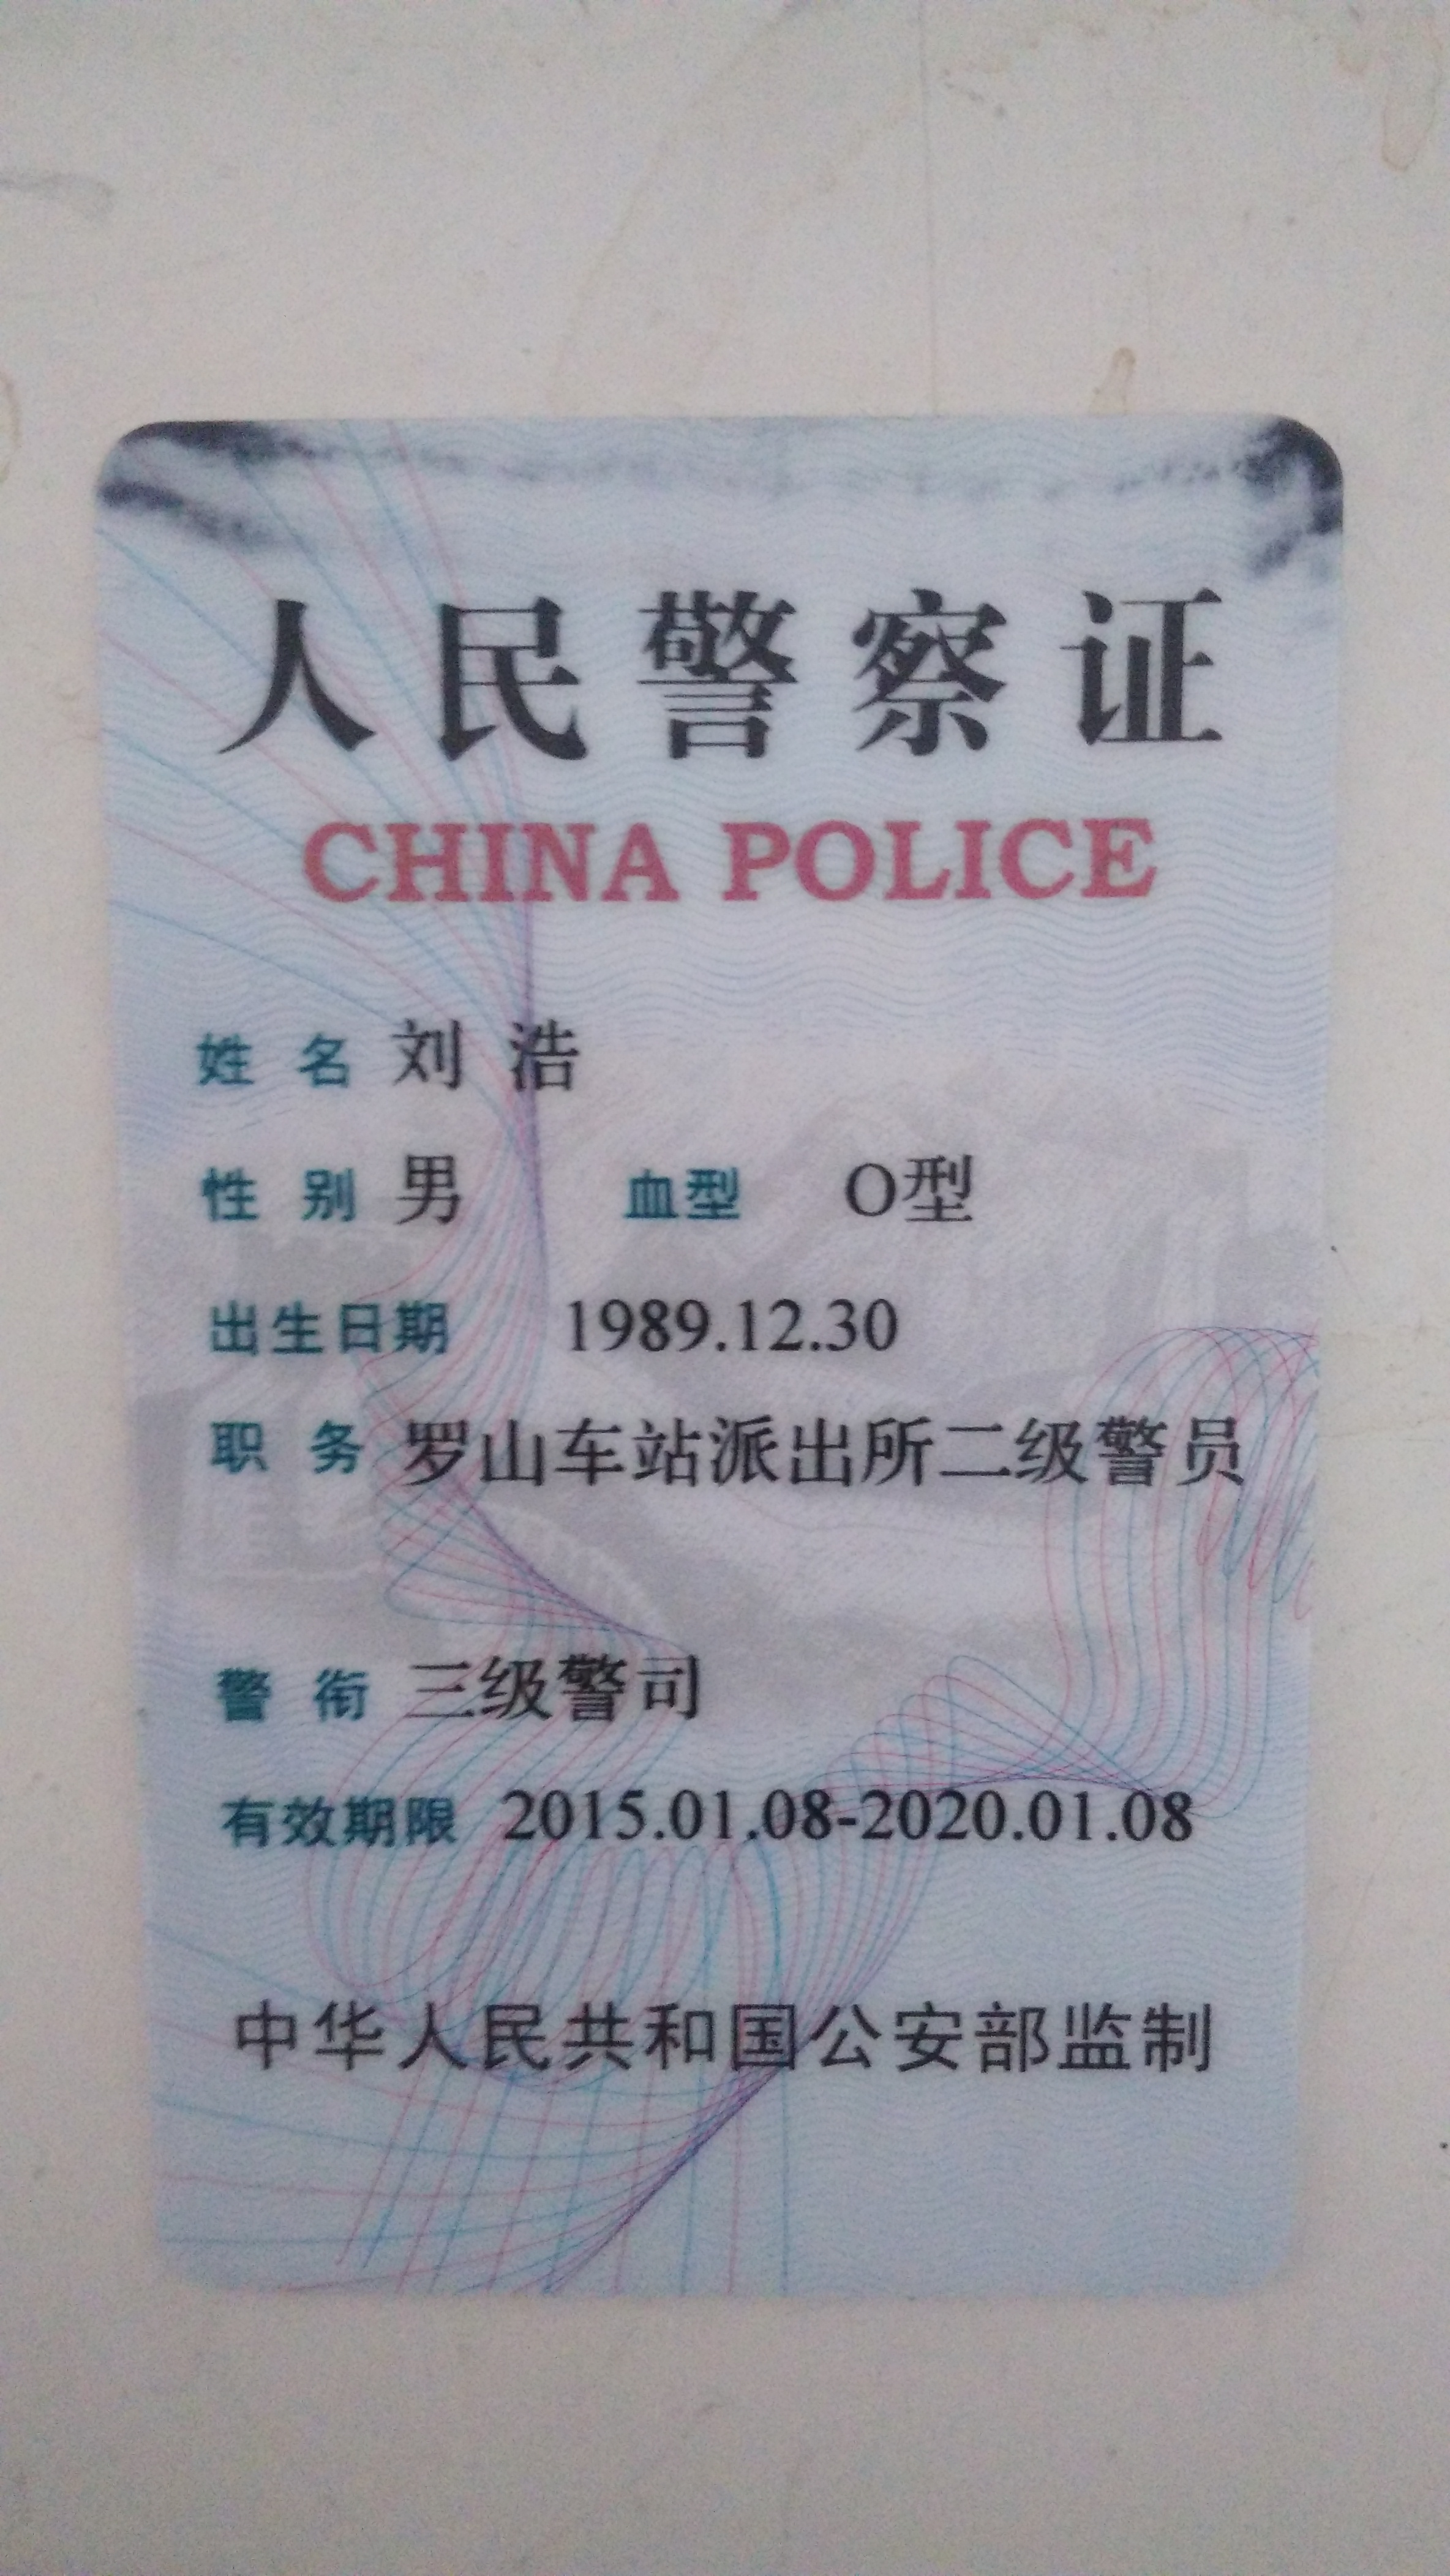 人民警察证
CHINA POLICE
姓 名 刘 浩
性 别 男 血型 O型
出生日期 1989.12.30
职 务 罗山车站派出所二级警员
警 衔 三级警司
有效期限 2015.01.08-2020.01.08
中华人民共和国公安部监制